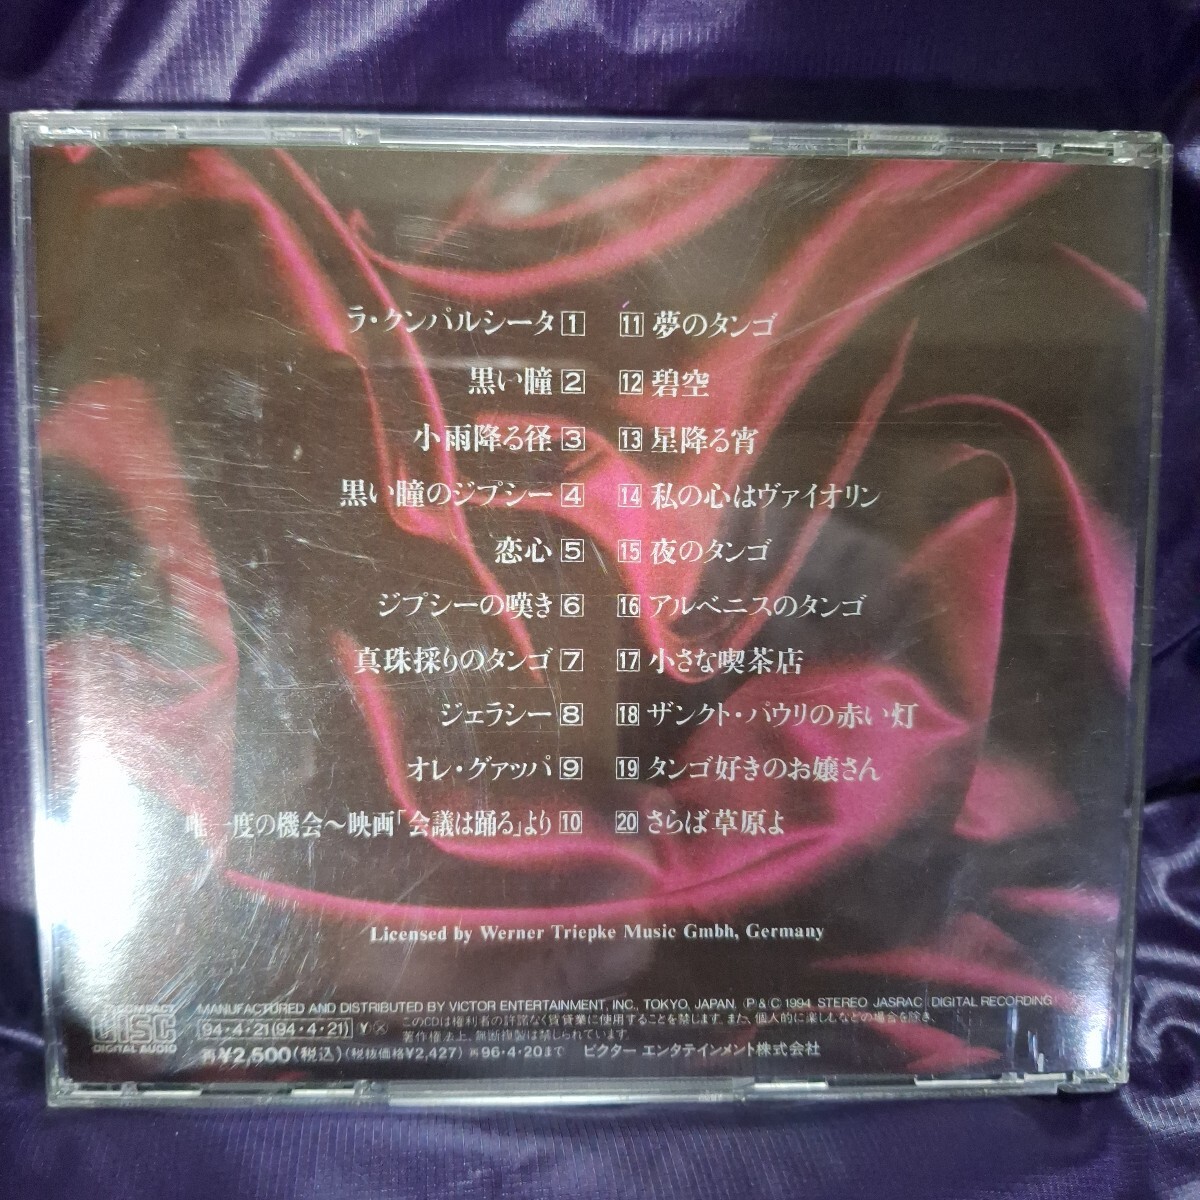 ラ・クンパルシータ 1
黒い瞳 2
小雨降る径 3
黒い瞳のジプシー 4
恋心 5
ジプシーの嘆き 6
真珠採りのタンゴ 7
ジェラシー 8
オレ・グァッパ 9
唯一度の機会〜映画「会議は踊る」より 10
11 夢のタンゴ
12 碧空
13 星降る宵
14 私の心はヴァイオリン
15 夜のタンゴ
16 アルベニスのタンゴ
17 小さな喫茶店
18 ザンクト・パウリの赤い灯
19 タンゴ好きのお嬢さん
20 さらば草原よ
Licensed by Werner Triepke Music Gmbh, Germany
COMPACT
DISC
DIGITAL AUDIO
MANUFACTURED AND DISTRIBUTED BY VICTOR ENTERTAINMENT, INC., TOKYO, JAPAN. (P)&(C) 1994 STEREO JASRAC DIGITAL RECORDING
94・4・21(94・4・21) Y
このCDは権利者の許諾なく賃貸業に使用することを禁じます。また、個人的に楽しむなどの場合を除き、
著作権法上、無断複製は禁じられています。
再¥2,500(税込)(税抜価格¥2,427) 再96・4・20まで ビクター エンタテインメント株式会社